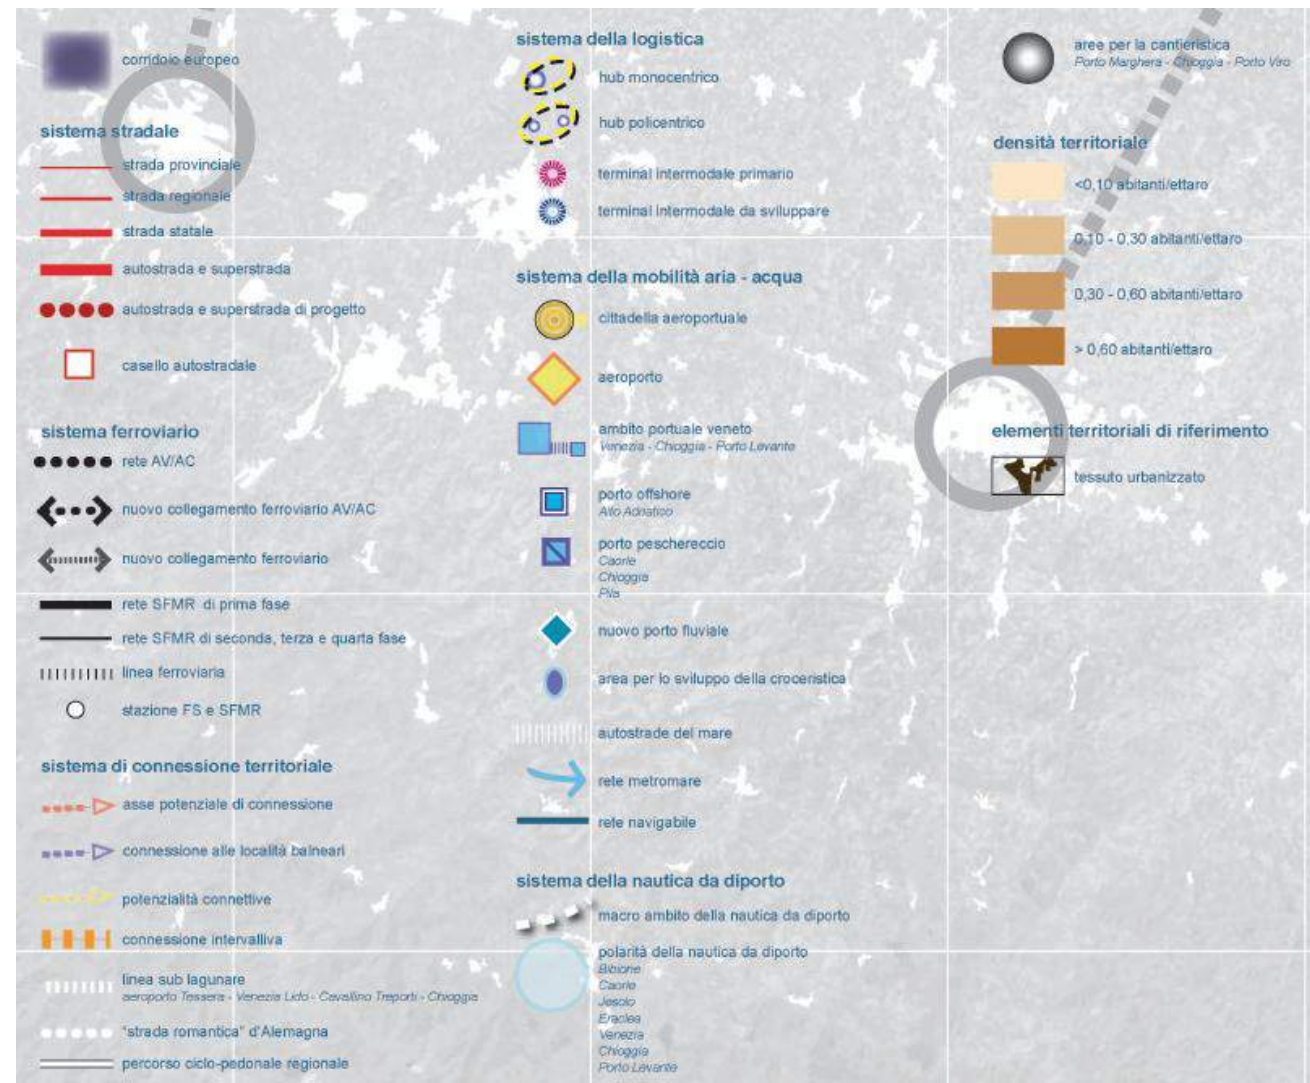 corridoio europeo
sistema stradale
strada provinciale
strada regionale
strada statale
autostrada e superstrada
autostrada e superstrada di progetto
casello autostradale
sistema ferroviario
rete AV/AC
nuovo collegamento ferroviario AV/AC
nuovo collegamento ferroviario
rete SFMR di prima fase
rete SFMR di seconda, terza e quarta fase
linea ferroviaria
stazione FS e SFMR
sistema di connessione territoriale
asse potenziale di connessione
connessione alle località balneari
potenzialità connettive
connessione intervalliva
linea sub lagunare
aeroporto Tessera - Venezia Lido - Cavallino Treporti - Chioggia
"strada romantica" d'Alemagna
percorso ciclo-pedonale regionale
sistema della logistica
hub monocentrico
hub policentrico
terminal intermodale primario
terminal intermodale da sviluppare
sistema della mobilità aria - acqua
cittadella aeroportuale
aeroporto
ambito portuale veneto
Venezia - Chioggia - Porto Levante
porto offshore
Alto Adriatico
porto peschereccio
Caorle
Chioggia
Pila
nuovo porto fluviale
area per lo sviluppo della croceristica
autostrade del mare
rete metromare
rete navigabile
sistema della nautica da diporto
macro ambito della nautica da diporto
polarità della nautica da diporto
Bibione
Caorle
Jesolo
Eraclea
Venezia
Chioggia
Porto Levante
aree per la cantieristica
Porto Marghera - Chioggia - Porto Viro
densità territoriale
<0,10 abitanti/ettaro
0,10 - 0,30 abitanti/ettaro
0,30 - 0,60 abitanti/ettaro
> 0,60 abitanti/ettaro
elementi territoriali di riferimento
tessuto urbanizzato